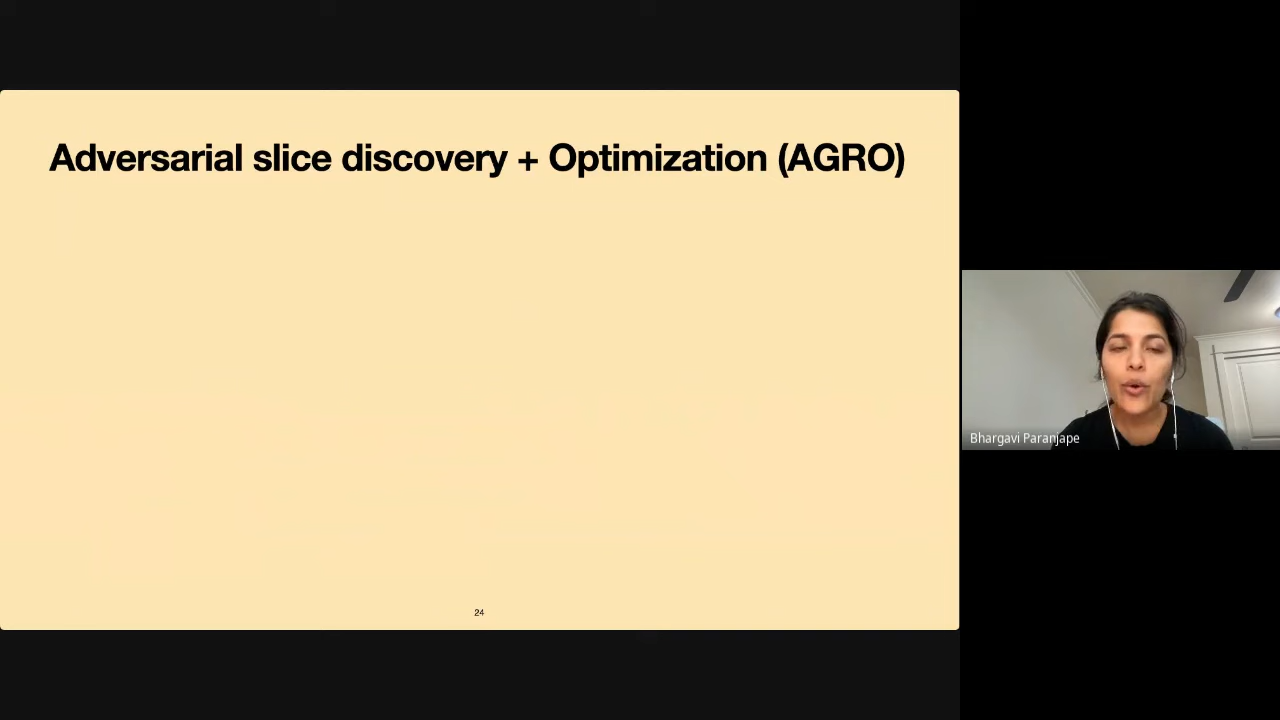 Adversarial slice discovery + Optimization (AGRO)
Bhargavi Paranjape
24